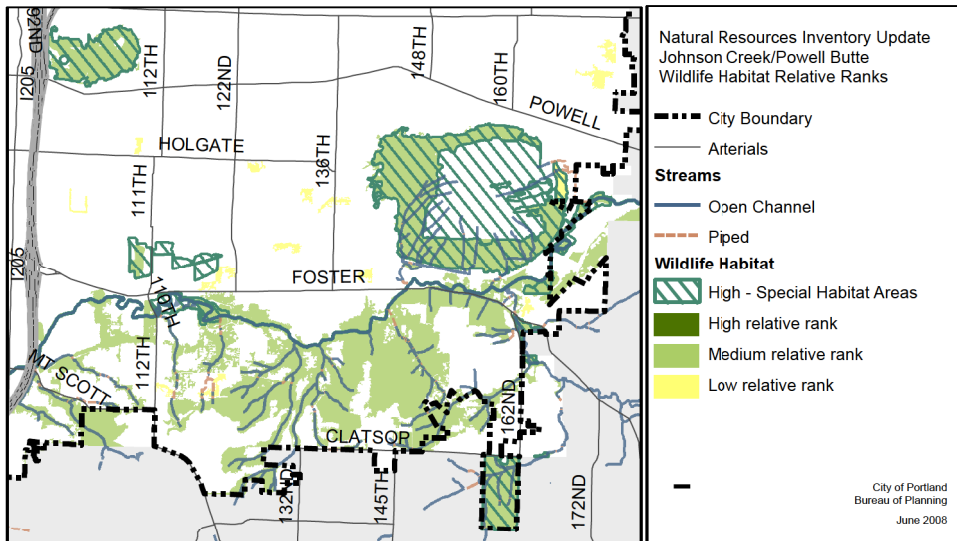 92ND
I205
112TH
122ND
148TH
160TH
POWELL
HOLGATE
136TH
111TH
I205
FOSTER
110TH
112TH
MT SCOTT
162ND
CLATSOP
132ND
145TH
172ND
Natural Resources Inventory Update
Johnson Creek/Powell Butte
Wildlife Habitat Relative Ranks
City Boundary
Arterials
Streams
Open Channel
Piped
Wildlife Habitat
High - Special Habitat Areas
High relative rank
Medium relative rank
Low relative rank
City of Portland
Bureau of Planning
June 2008